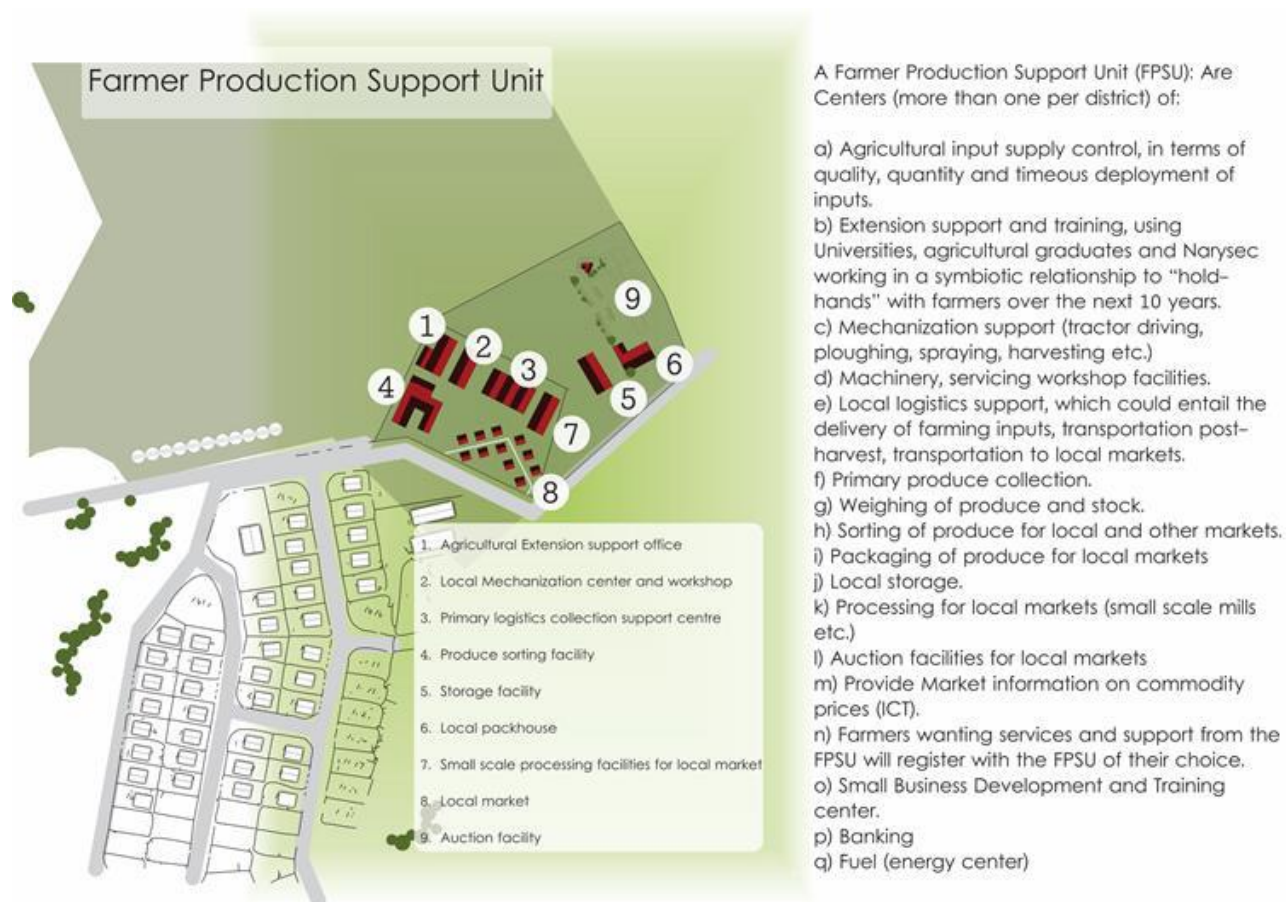 Farmer Production Support Unit
1
2
3
4
5
6
7
8
9
1. Agricultural Extension support office
2. Local Mechanization center and workshop
3. Primary logistics collection support centre
4. Produce sorting facility
5. Storage facility
6. Local packhouse
7. Small scale processing facilities for local market
8. Local market
9. Auction facility
A Farmer Production Support Unit (FPSU): Are
Centers (more than one per district) of:
a) Agricultural input supply control, in terms of
quality, quantity and timeous deployment of
inputs.
b) Extension support and training, using
Universities, agricultural graduates and Narysec
working in a symbiotic relationship to “hold-
hands” with farmers over the next 10 years.
c) Mechanization support (tractor driving,
ploughing, spraying, harvesting etc.)
d) Machinery, servicing workshop facilities.
e) Local logistics support, which could entail the
delivery of farming inputs, transportation post-
harvest, transportation to local markets.
f) Primary produce collection.
g) Weighing of produce and stock.
h) Sorting of produce for local and other markets.
i) Packaging of produce for local markets
j) Local storage.
k) Processing for local markets (small scale mills
etc.)
l) Auction facilities for local markets
m) Provide Market information on commodity
prices (ICT).
n) Farmers wanting services and support from the
FPSU will register with the FPSU of their choice.
o) Small Business Development and Training
center.
p) Banking
q) Fuel (energy center)